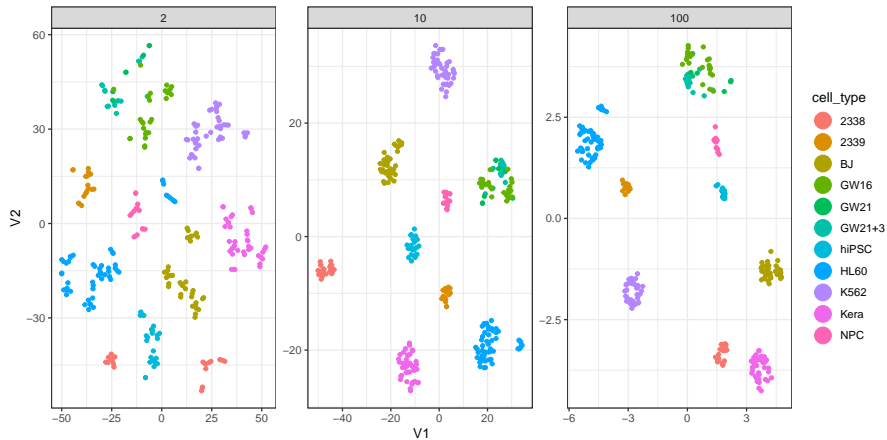 2 10 100
60
30
0
−30
−50 −25 0 25 50
20
0
−20
−40 −20 0 20
2.5
0.0
−2.5
−6 −3 0 3
V2
V1
cell_type
2338
2339
BJ
GW16
GW21
GW21+3
hiPSC
HL60
K562
Kera
NPC